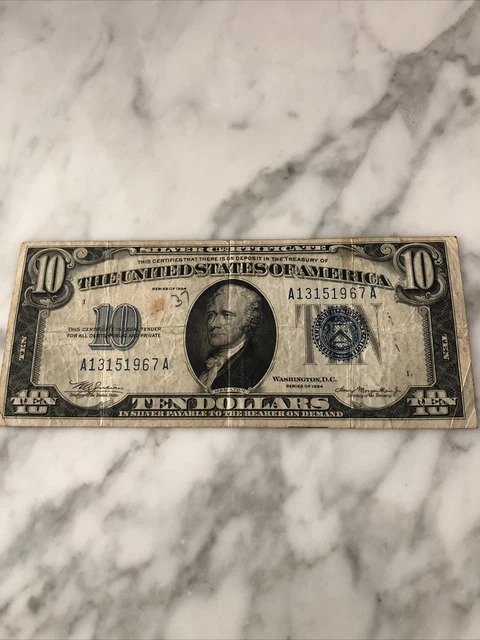 SILVER CERTIFICATE
THIS CERTIFIES THAT THERE IS ON DEPOSIT IN THE TREASURY OF
10 THE UNITED STATES OF AMERICA 10
SERIES OF 1934
37
A13151967A
10
TEN
THIS CERTIFICATE IS LEGAL TENDER
FOR ALL DEBTS PUBLIC AND PRIVATE
TEN
TEN
A13151967A
WASHINGTON, D.C.
SERIES OF 1934
TEN TEN DOLLARS TEN
IN SILVER PAYABLE TO THE BEARER ON DEMAND